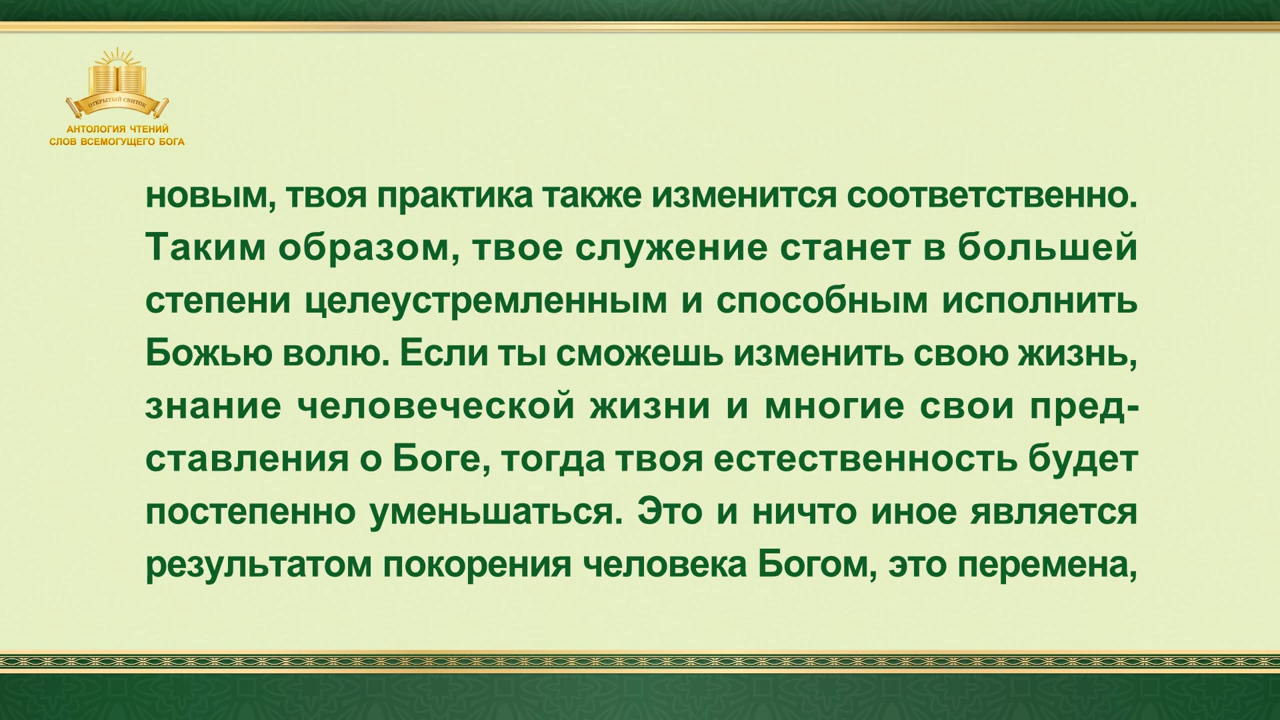 ОТКРЫТЫЙ СВИТОК
АНТОЛОГИЯ ЧТЕНИЙ
СЛОВ ВСЕМОГУЩЕГО БОГА
новым, твоя практика также изменится соответственно.
Таким образом, твое служение станет в большей
степени целеустремленным и способным исполнить
Божью волю. Если ты сможешь изменить свою жизнь,
знание человеческой жизни и многие свои пред-
ставления о Боге, тогда твоя естественность будет
постепенно уменьшаться. Это и ничто иное является
результатом покорения человека Богом, это перемена,